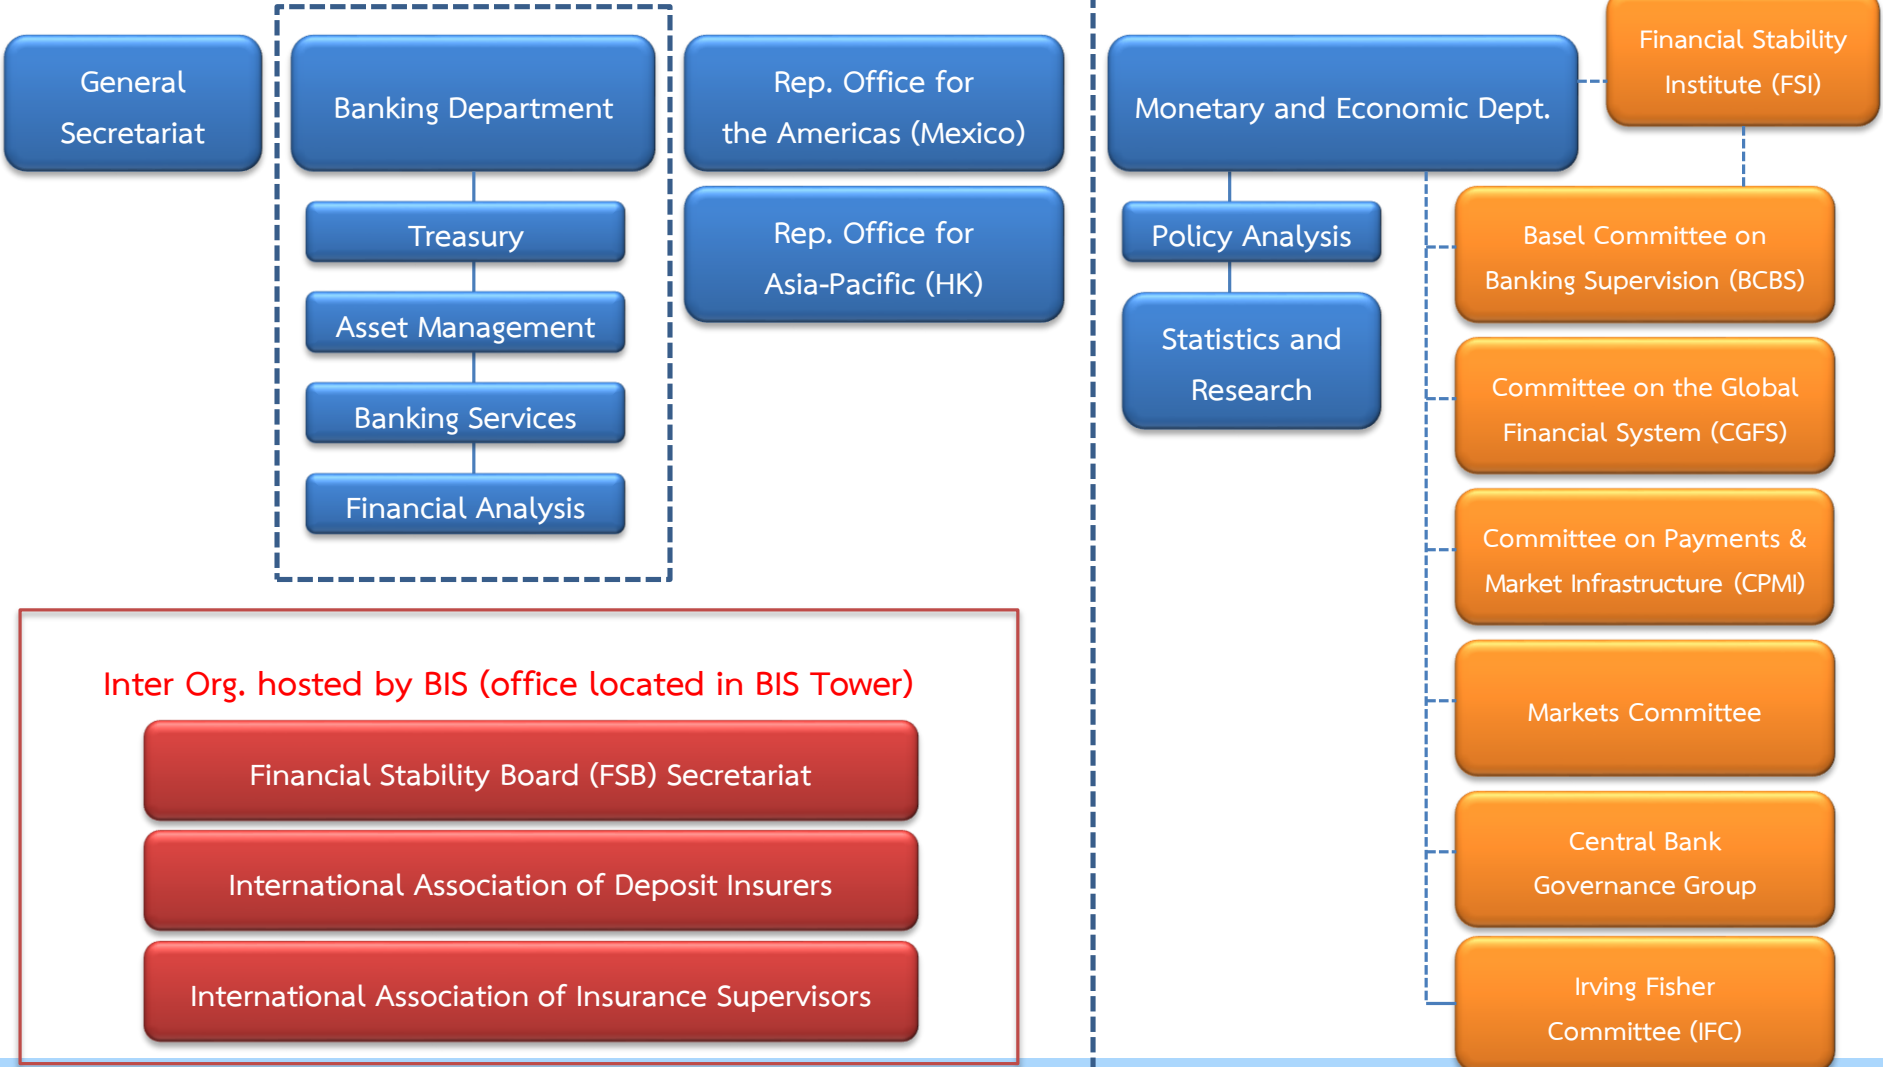 General
Secretariat
Banking Department
Treasury
Asset Management
Banking Services
Financial Analysis
Rep. Office for
the Americas (Mexico)
Rep. Office for
Asia-Pacific (HK)
Monetary and Economic Dept.
Policy Analysis
Statistics and
Research
Financial Stability
Institute (FSI)
Basel Committee on
Banking Supervision (BCBS)
Committee on the Global
Financial System (CGFS)
Committee on Payments &
Market Infrastructure (CPMI)
Markets Committee
Central Bank
Governance Group
Irving Fisher
Committee (IFC)
Inter Org. hosted by BIS (office located in BIS Tower)
Financial Stability Board (FSB) Secretariat
International Association of Deposit Insurers
International Association of Insurance Supervisors